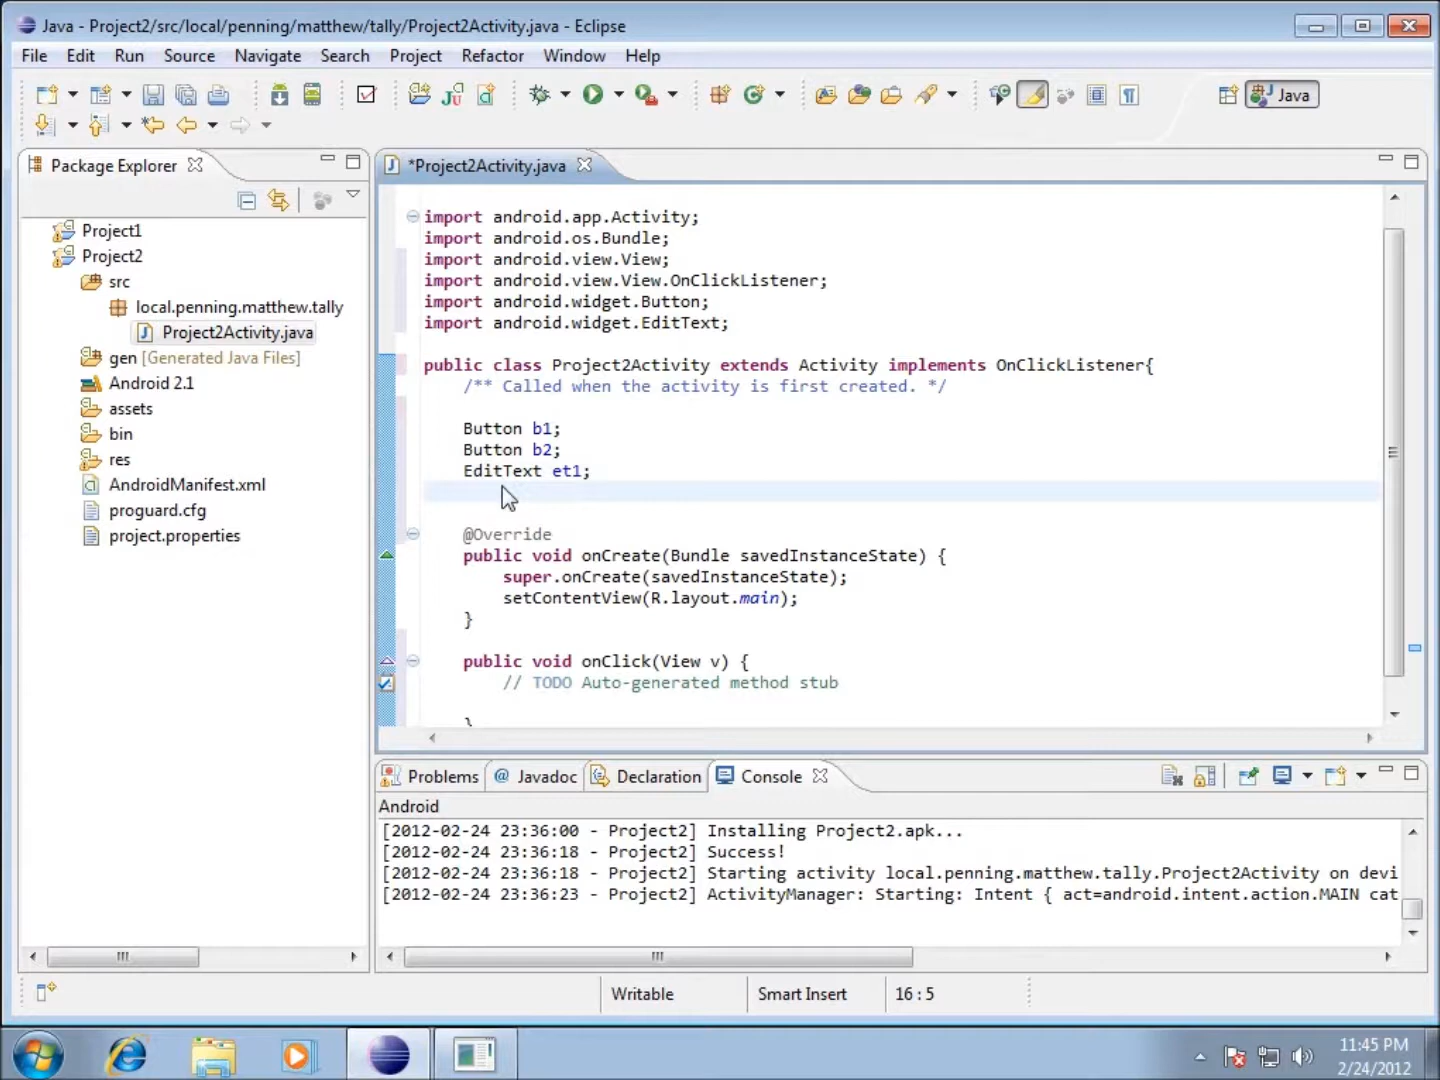 Java - Project2/src/local/penning/matthew/tally/Project2Activity.java - Eclipse
File Edit Run Source Navigate Search Project Refactor Window Help
Java
Package Explorer
*Project2Activity.java
Project1
Project2
src
local.penning.matthew.tally
Project2Activity.java
gen [Generated Java Files]
Android 2.1
assets
bin
res
AndroidManifest.xml
proguard.cfg
project.properties
import android.app.Activity;
import android.os.Bundle;
import android.view.View;
import android.view.View.OnClickListener;
import android.widget.Button;
import android.widget.EditText;
public class Project2Activity extends Activity implements OnClickListener{
/** Called when the activity is first created. */
Button b1;
Button b2;
EditText et1;
@Override
public void onCreate(Bundle savedInstanceState) {
super.onCreate(savedInstanceState);
setContentView(R.layout.main);
}
public void onClick(View v) {
// TODO Auto-generated method stub
}
Problems @ Javadoc Declaration Console
Android
[2012-02-24 23:36:00 - Project2] Installing Project2.apk...
[2012-02-24 23:36:18 - Project2] Success!
[2012-02-24 23:36:18 - Project2] Starting activity local.penning.matthew.tally.Project2Activity on devi
[2012-02-24 23:36:23 - Project2] ActivityManager: Starting: Intent { act=android.intent.action.MAIN cat
Writable Smart Insert 16 : 5
11:45 PM
2/24/2012